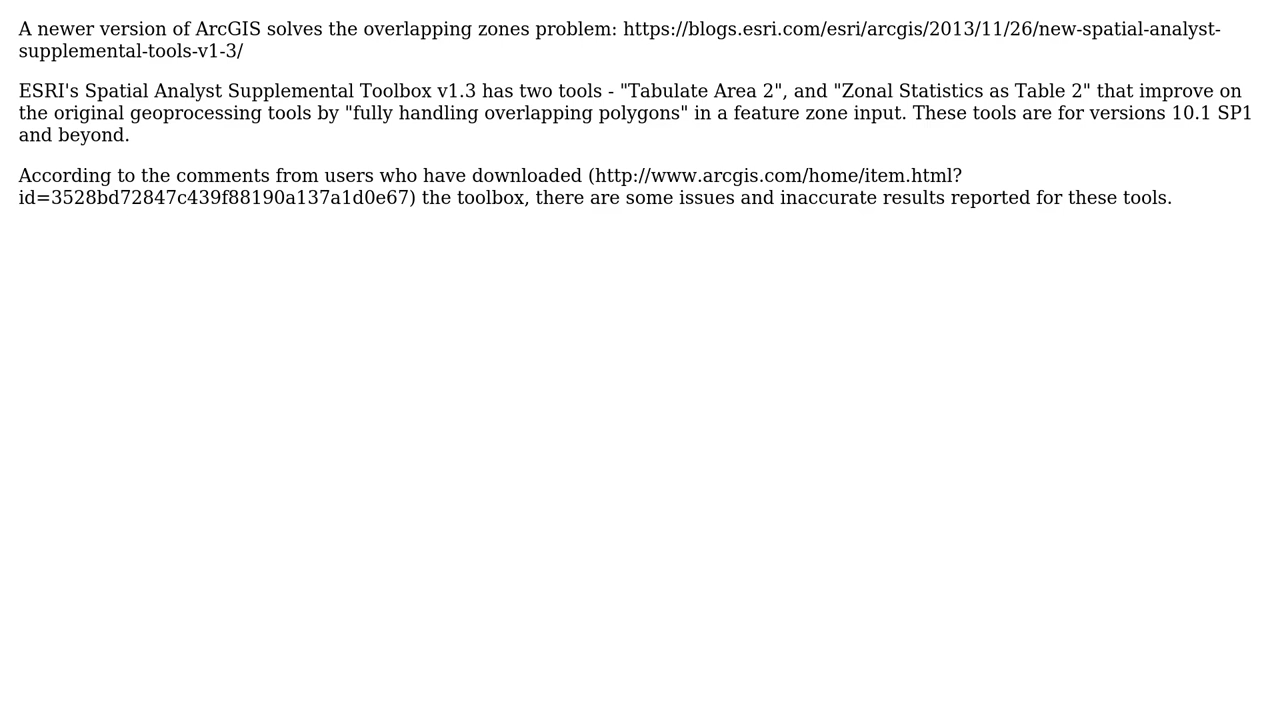 A newer version of ArcGIS solves the overlapping zones problem: https://blogs.esri.com/esri/arcgis/2013/11/26/new-spatial-analyst-
supplemental-tools-v1-3/
ESRI's Spatial Analyst Supplemental Toolbox v1.3 has two tools - "Tabulate Area 2", and "Zonal Statistics as Table 2" that improve on
the original geoprocessing tools by "fully handling overlapping polygons" in a feature zone input. These tools are for versions 10.1 SP1
and beyond.
According to the comments from users who have downloaded (http://www.arcgis.com/home/item.html?
id=3528bd72847c439f88190a137a1d0e67) the toolbox, there are some issues and inaccurate results reported for these tools.